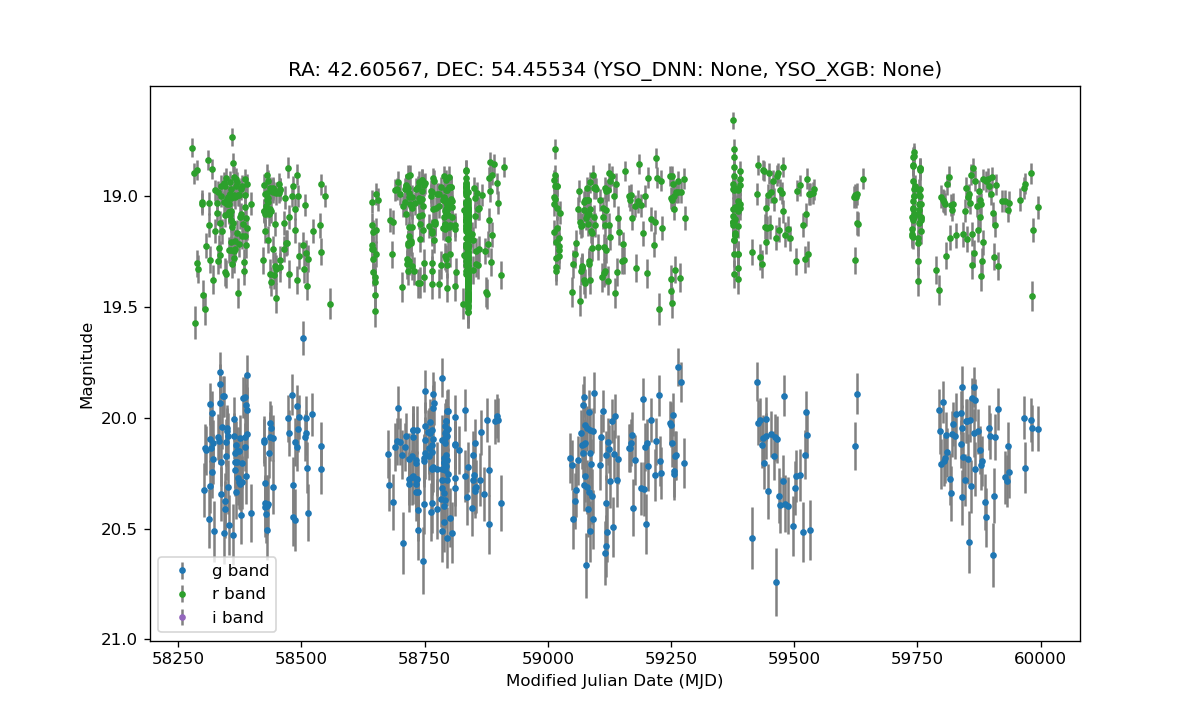 RA: 42.60567, DEC: 54.45534 (YSO_DNN: None, YSO_XGB: None)
Magnitude
19.0
19.5
20.0
20.5
21.0
g band
r band
i band
58250 58500 58750 59000 59250 59500 59750 60000
Modified Julian Date (MJD)